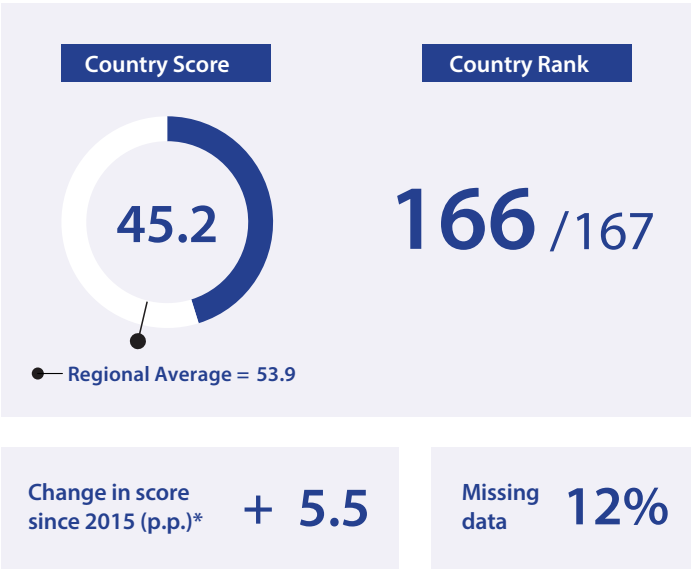 Country Score
Country Rank
45.2
166 /167
Regional Average = 53.9
Change in score
since 2015 (p.p.)*
+ 5.5
Missing
data
12%